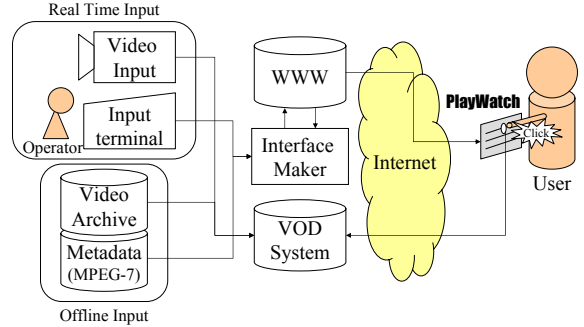 Real Time Input
Video
Input
Input
terminal
Operator
Video
Archive
Metadata
(MPEG-7)
Offline Input
WWW
Interface
Maker
VOD
System
Internet
PlayWatch
Click
User